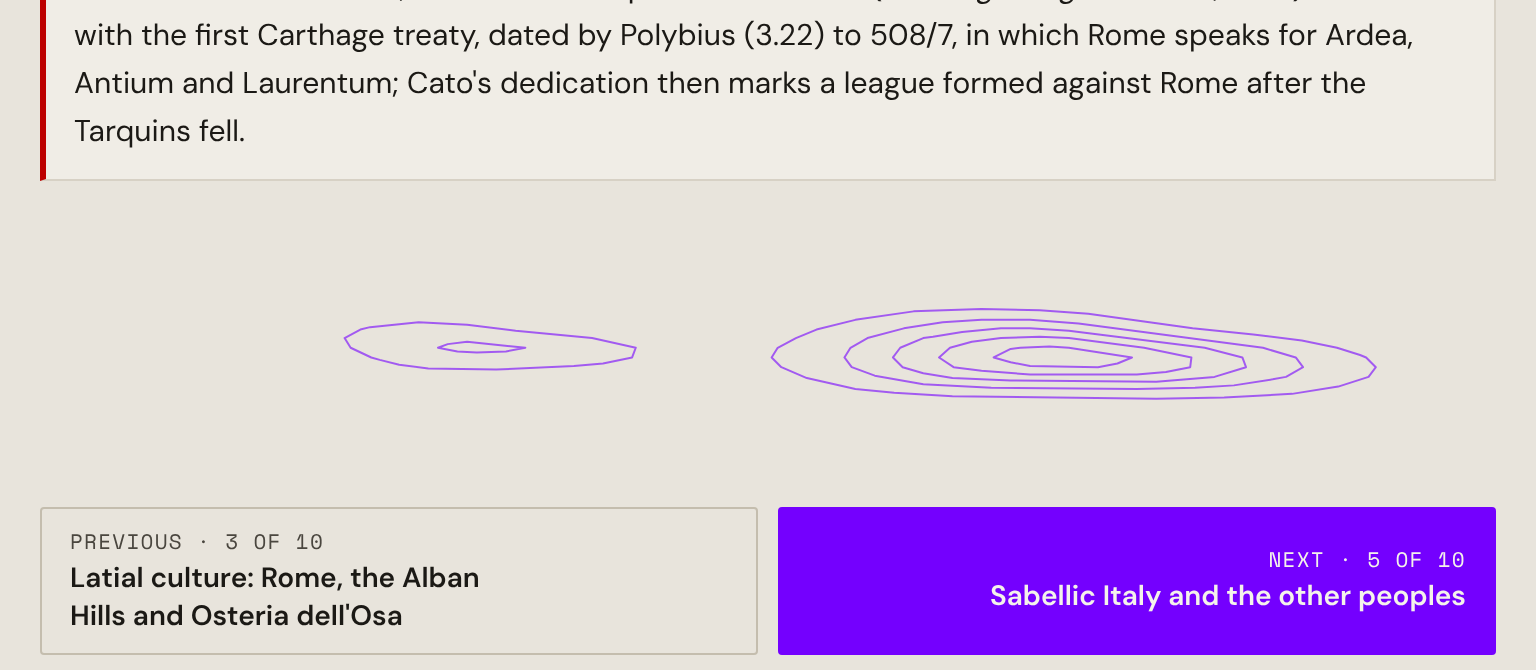 with the first Carthage treaty, dated by Polybius (3.22) to 508/7, in which Rome speaks for Ardea,
Antium and Laurentum; Cato's dedication then marks a league formed against Rome after the
Tarquins fell.
PREVIOUS · 3 OF 10
Latial culture: Rome, the Alban
Hills and Osteria dell'Osa
NEXT · 5 OF 10
Sabellic Italy and the other peoples